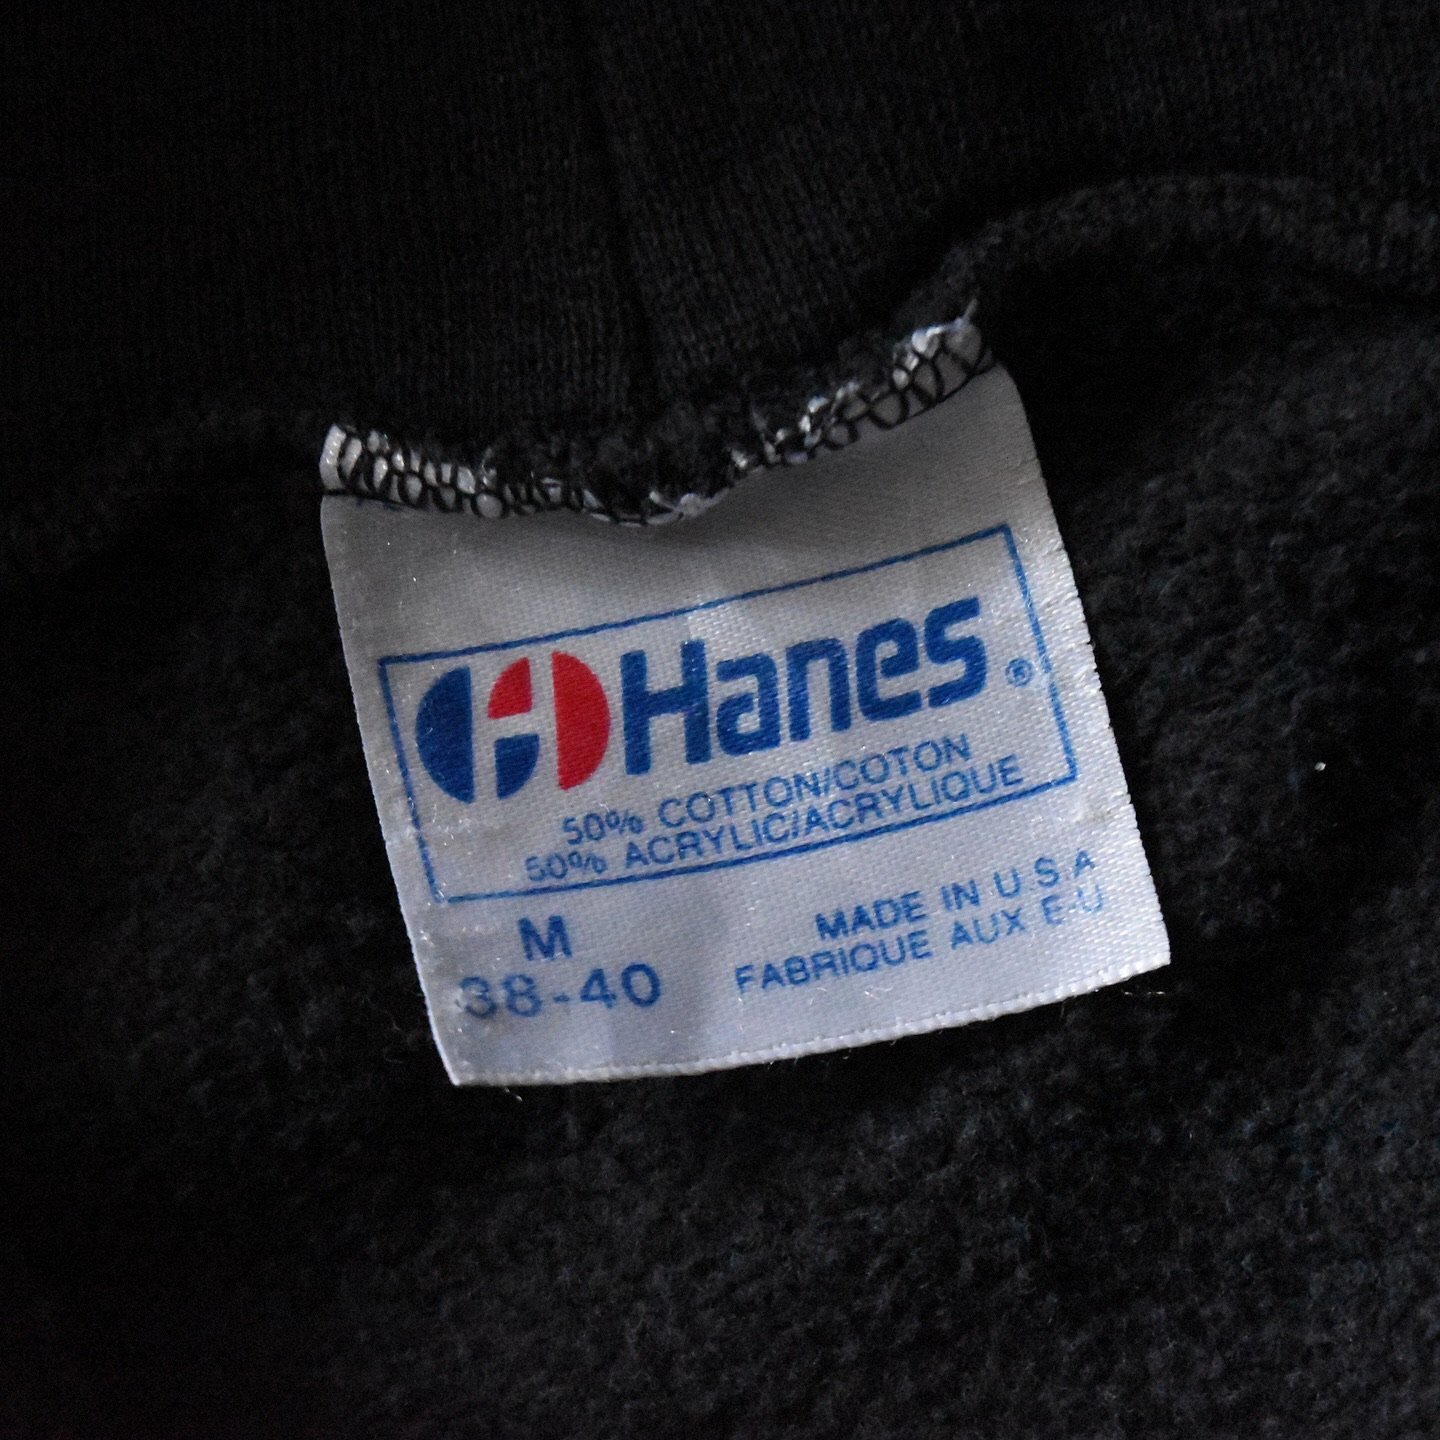 Hanes®
50% COTTON/COTON
50% ACRYLIC/ACRYLIQUE
M
38-40
MADE IN U S A
FABRIQUE AUX E-U